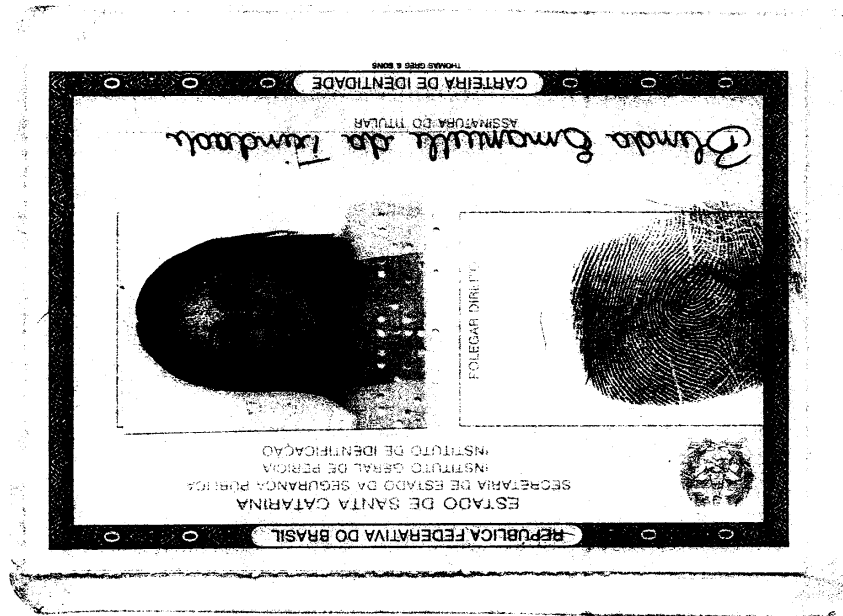 REPÚBLICA FEDERATIVA DO BRASIL
ESTADO DE SANTA CATARINA
SECRETARIA DE ESTADO DA SEGURANÇA PÚBLICA
INSTITUTO GERAL DE PERÍCIA
INSTITUTO DE IDENTIFICAÇÃO
POLEGAR DIREITO
Blenda Emanuelle da Trindade
ASSINATURA DO TITULAR
CARTEIRA DE IDENTIDADE
THOMAS GREG & SONS